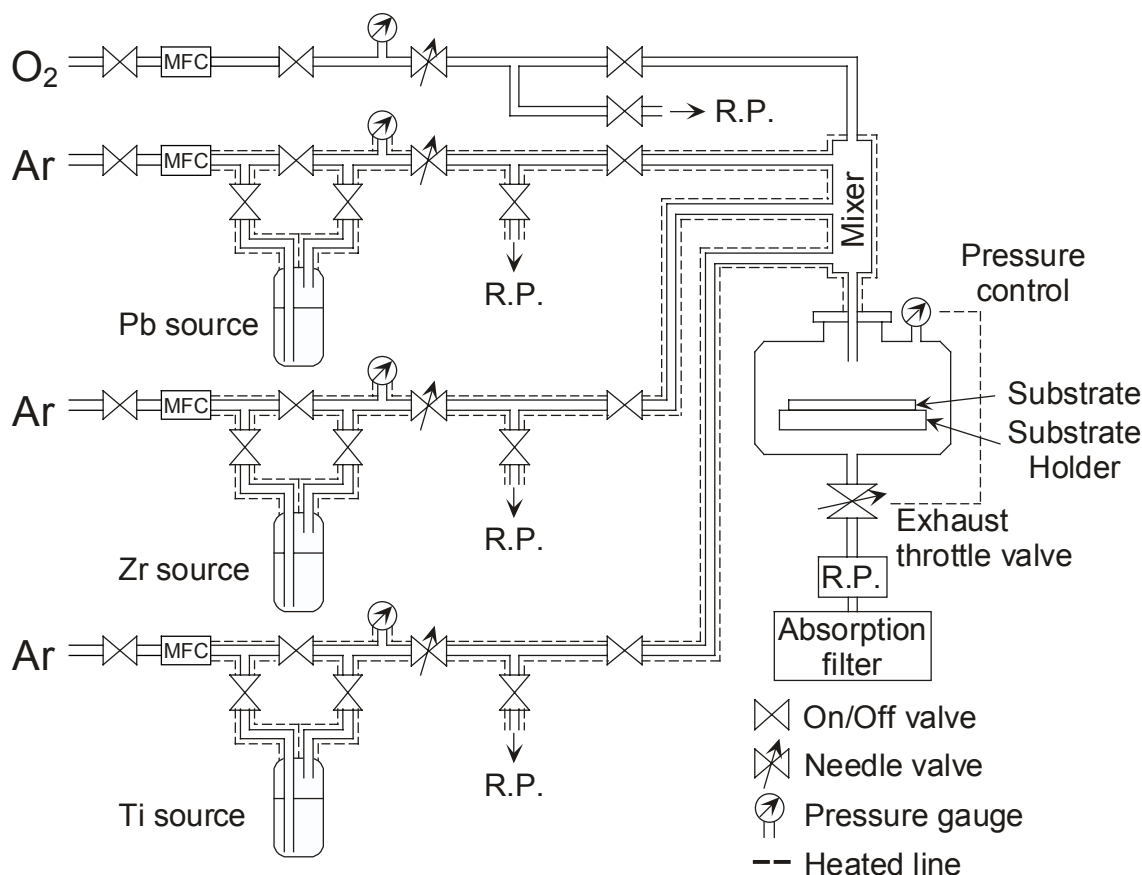 O2
MFC
R.P.
Ar
MFC
Mixer
R.P.
Pb source
Pressure
control
Ar
MFC
Substrate
Substrate
Holder
R.P.
Zr source
Exhaust
throttle valve
R.P.
Absorption
filter
Ar
MFC
R.P.
Ti source
On/Off valve
Needle valve
Pressure gauge
Heated line